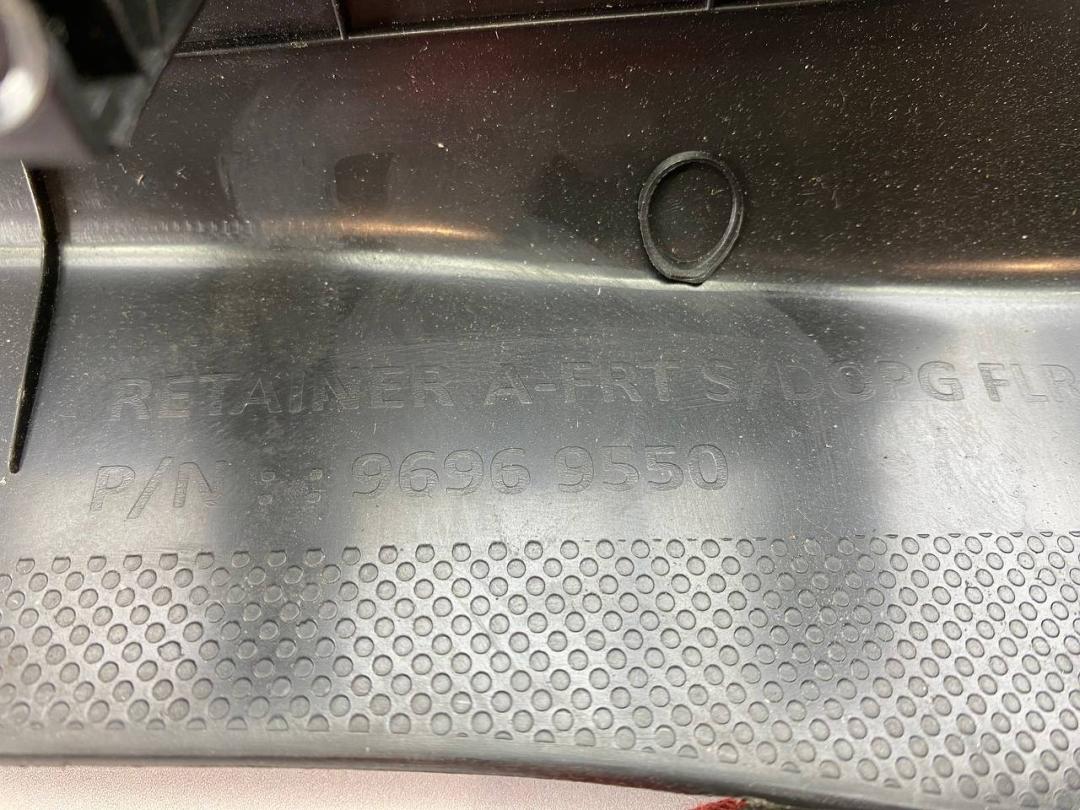 RETAINER A-FRT S/DOPG FLR
P/N : 9696 9550